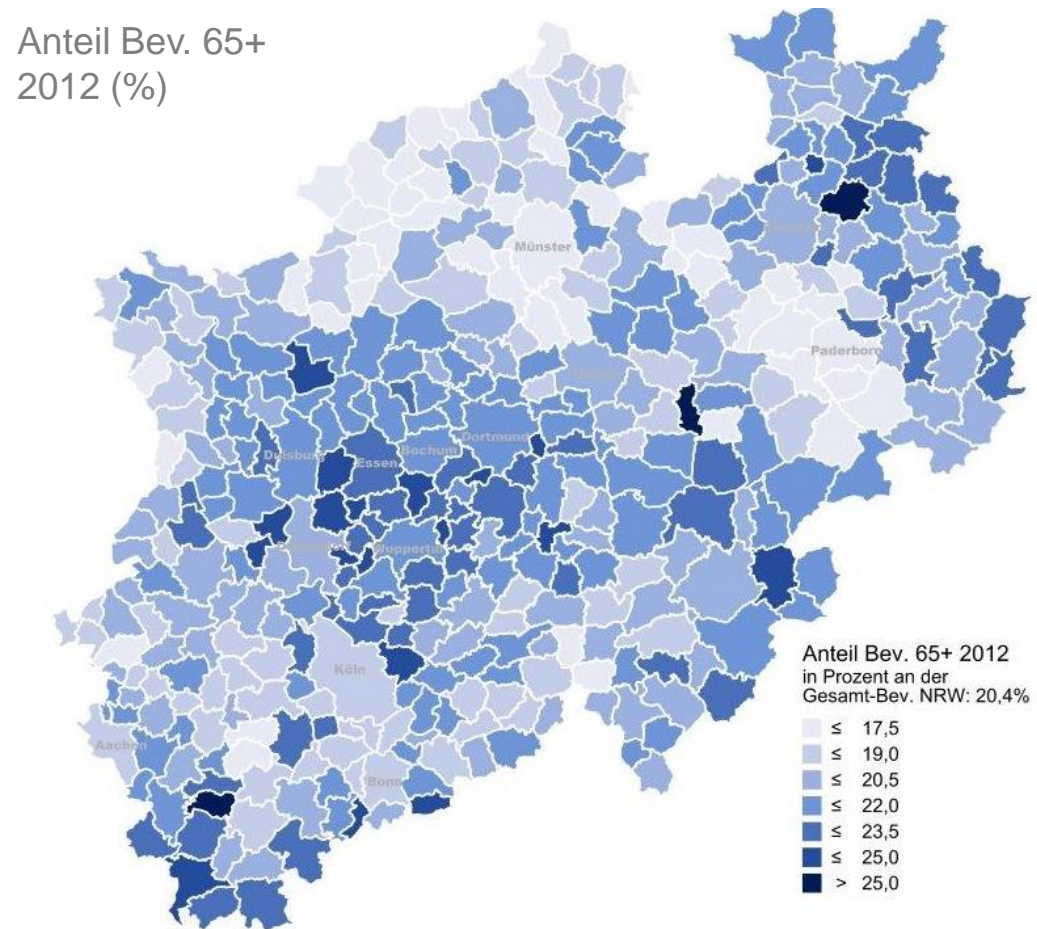 Anteil Bev. 65+
2012 (%)
Münster
Paderborn
Dortmund
Bochum
Duisburg
Essen
Wuppertal
Köln
Aachen
Bonn
Anteil Bev. 65+ 2012
in Prozent an der
Gesamt-Bev. NRW: 20,4%
≤ 17,5
≤ 19,0
≤ 20,5
≤ 22,0
≤ 23,5
≤ 25,0
> 25,0